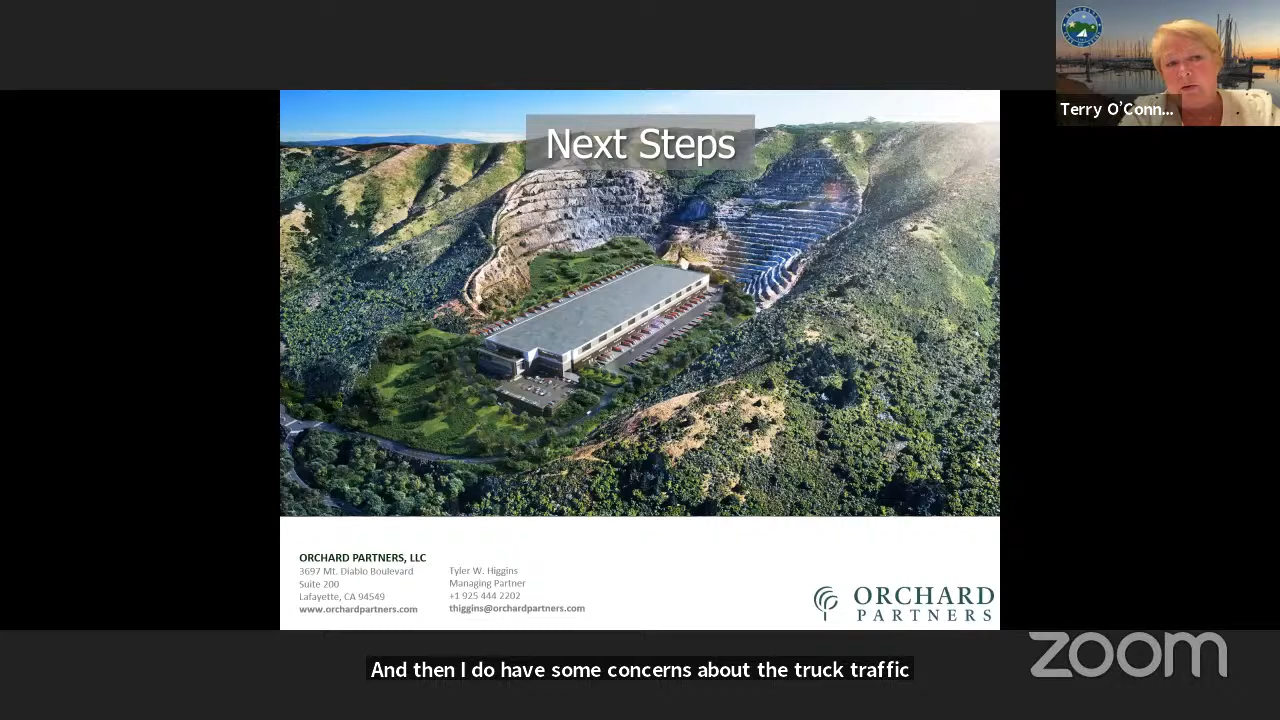 Terry O'Conn...
Next Steps
ORCHARD PARTNERS, LLC
3697 Mt. Diablo Boulevard
Suite 200
Lafayette, CA 94549
www.orchardpartners.com
Tyler W. Higgins
Managing Partner
+1 925 444 2202
thiggins@orchardpartners.com
ORCHARD
PARTNERS
And then I do have some concerns about the truck traffic
zoom